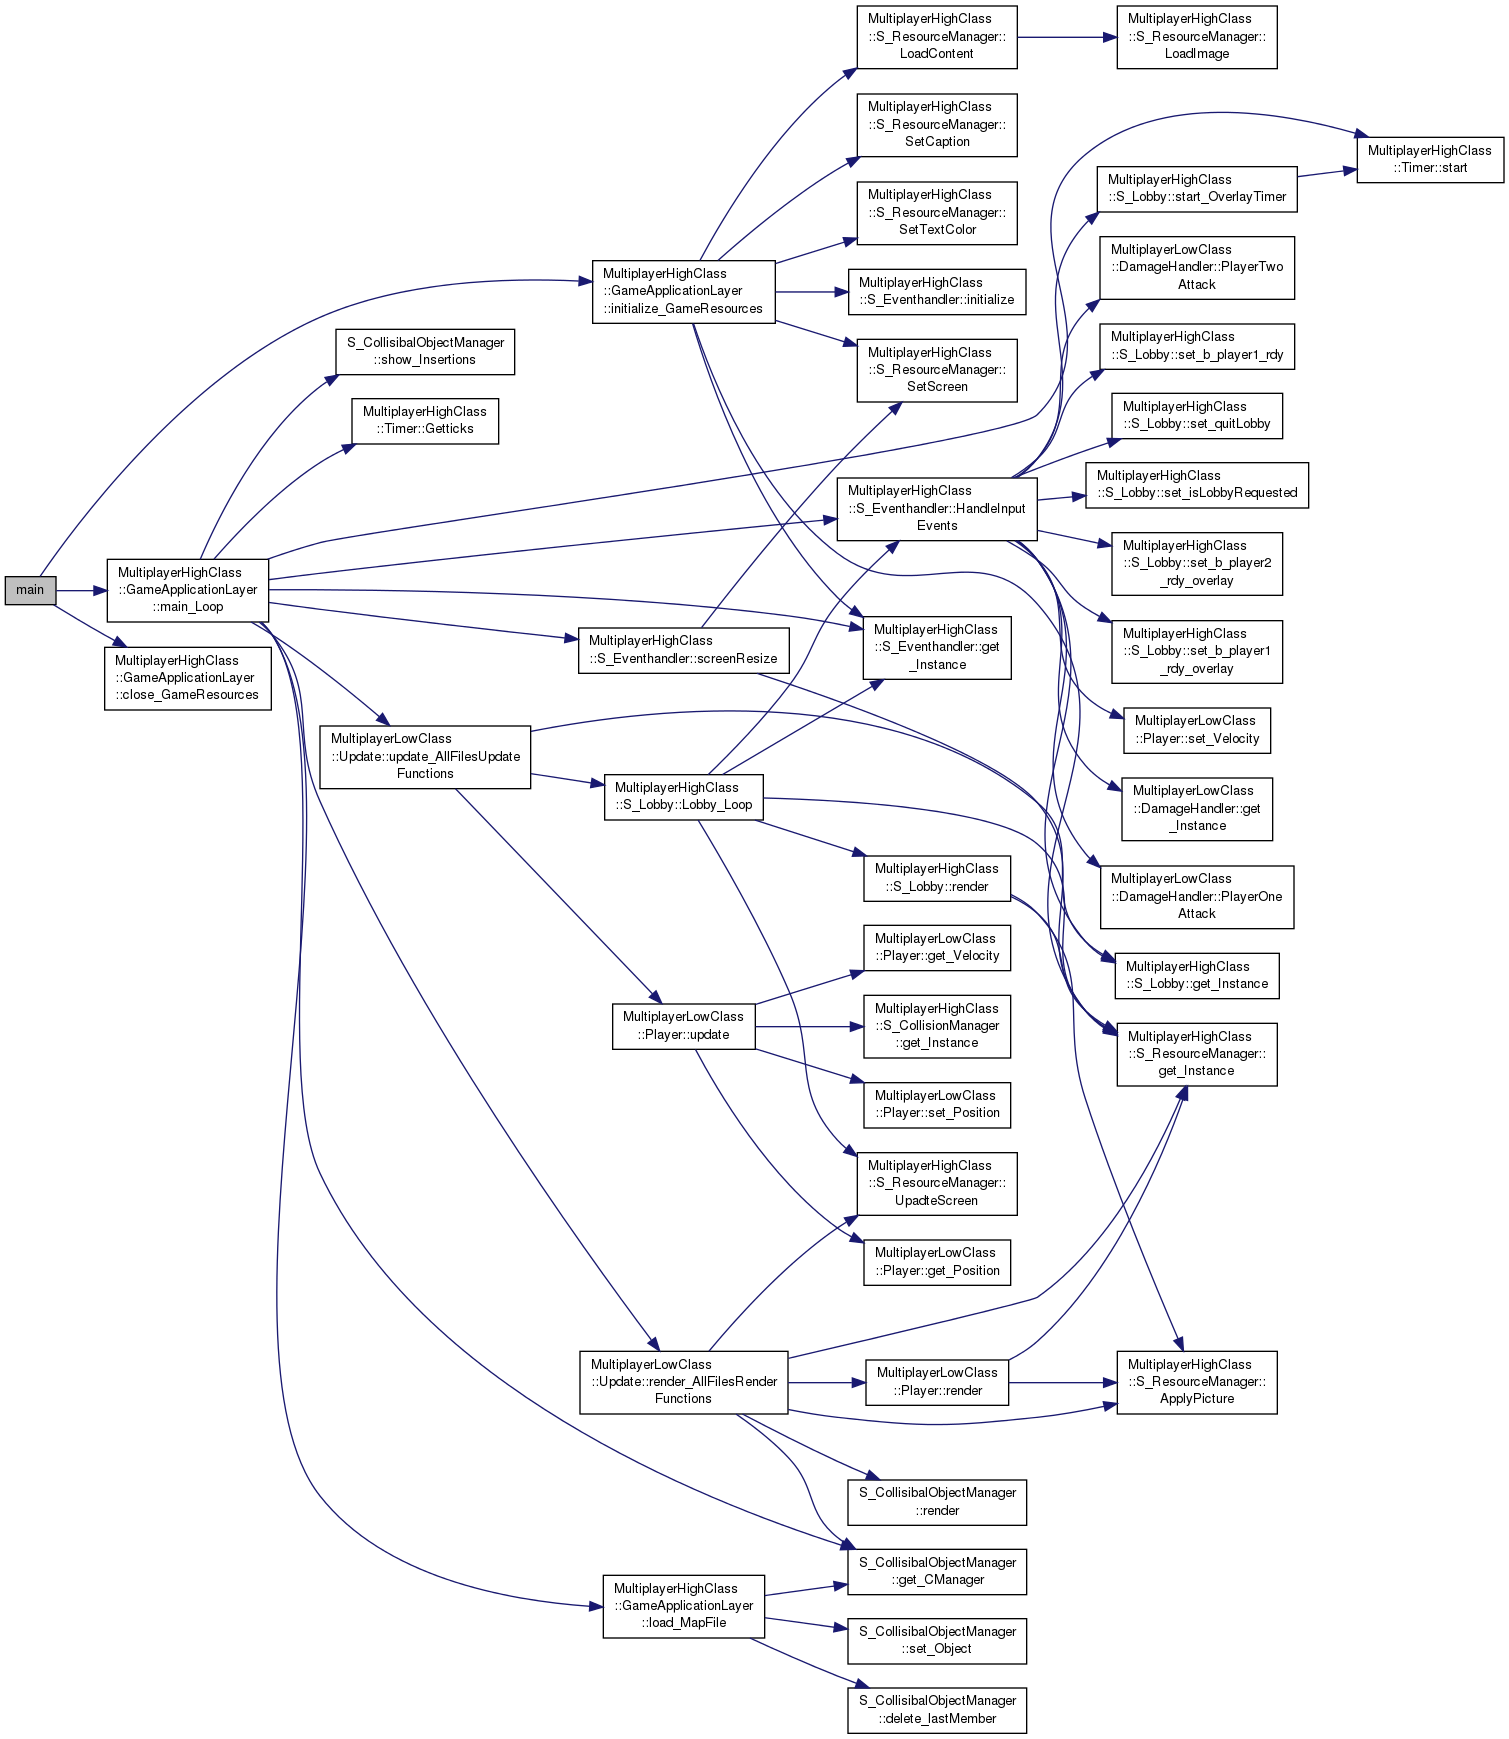 main
MultiplayerHighClass
::GameApplicationLayer
::main_Loop
MultiplayerHighClass
::GameApplicationLayer
::close_GameResources
S_CollisibalObjectManager
::show_Insertions
MultiplayerHighClass
::Timer::Getticks
MultiplayerLowClass
::Update::update_AllFilesUpdate
Functions
MultiplayerHighClass
::GameApplicationLayer
::initialize_GameResources
MultiplayerHighClass
::S_Eventhandler::screenResize
MultiplayerHighClass
::S_Lobby::Lobby_Loop
MultiplayerLowClass
::Player::update
MultiplayerLowClass
::Update::render_AllFilesRender
Functions
MultiplayerHighClass
::GameApplicationLayer
::load_MapFile
MultiplayerHighClass
::S_ResourceManager::
LoadContent
MultiplayerHighClass
::S_ResourceManager::
SetCaption
MultiplayerHighClass
::S_ResourceManager::
SetTextColor
MultiplayerHighClass
::S_Eventhandler::initialize
MultiplayerHighClass
::S_ResourceManager::
SetScreen
MultiplayerHighClass
::S_Eventhandler::HandleInput
Events
MultiplayerHighClass
::S_Eventhandler::get
_Instance
MultiplayerHighClass
::S_Lobby::render
MultiplayerLowClass
::Player::get_Velocity
MultiplayerHighClass
::S_CollisionManager
::get_Instance
MultiplayerLowClass
::Player::set_Position
MultiplayerHighClass
::S_ResourceManager::
UpadteScreen
MultiplayerLowClass
::Player::get_Position
MultiplayerLowClass
::Player::render
S_CollisibalObjectManager
::render
S_CollisibalObjectManager
::get_CManager
S_CollisibalObjectManager
::set_Object
S_CollisibalObjectManager
::delete_lastMember
MultiplayerHighClass
::S_ResourceManager::
LoadImage
MultiplayerHighClass
::S_Lobby::start_OverlayTimer
MultiplayerLowClass
::DamageHandler::PlayerTwo
Attack
MultiplayerHighClass
::S_Lobby::set_b_player1_rdy
MultiplayerHighClass
::S_Lobby::set_quitLobby
MultiplayerHighClass
::S_Lobby::set_isLobbyRequested
MultiplayerHighClass
::S_Lobby::set_b_player2
_rdy_overlay
MultiplayerHighClass
::S_Lobby::set_b_player1
_rdy_overlay
MultiplayerLowClass
::Player::set_Velocity
MultiplayerLowClass
::DamageHandler::get
_Instance
MultiplayerLowClass
::DamageHandler::PlayerOne
Attack
MultiplayerHighClass
::S_Lobby::get_Instance
MultiplayerHighClass
::S_ResourceManager::
get_Instance
MultiplayerHighClass
::S_ResourceManager::
ApplyPicture
MultiplayerHighClass
::Timer::start